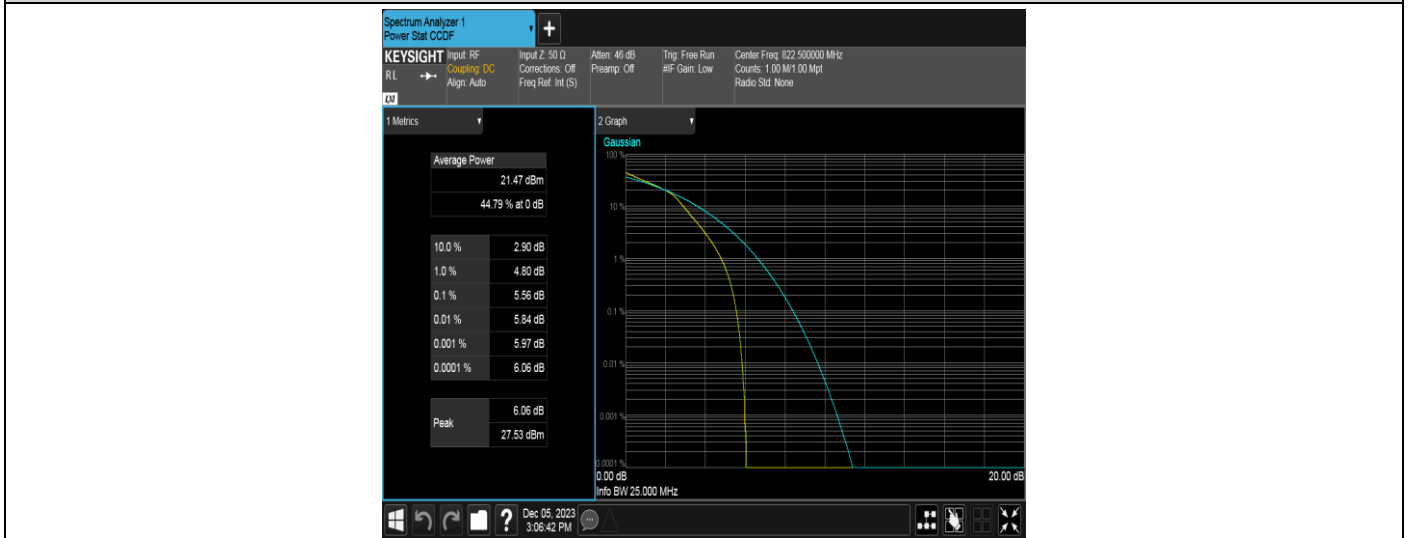 Spectrum Analyzer 1
Power Stat CCDF
+
KEYSIGHT Input: RF Input Z: 50 Ω Atten: 46 dB Trig: Free Run Center Freq: 822.500000 MHz
RL Coupling: DC Corrections: Off Preamp: Off #IF Gain: Low Counts: 1.00 M/1.00 Mpt
Align: Auto Freq Ref: Int (S) Radio Std: None
LXI
1 Metrics
Average Power
21.47 dBm
44.79 % at 0 dB
10.0 % 2.90 dB
1.0 % 4.80 dB
0.1 % 5.56 dB
0.01 % 5.84 dB
0.001 % 5.97 dB
0.0001 % 6.06 dB
Peak 6.06 dB
27.53 dBm
2 Graph
Gaussian
100 %
10 %
1 %
0.1 %
0.01 %
0.001 %
0.0001 %
0.00 dB 20.00 dB
Info BW 25.000 MHz
? Dec 05, 2023
3:06:42 PM